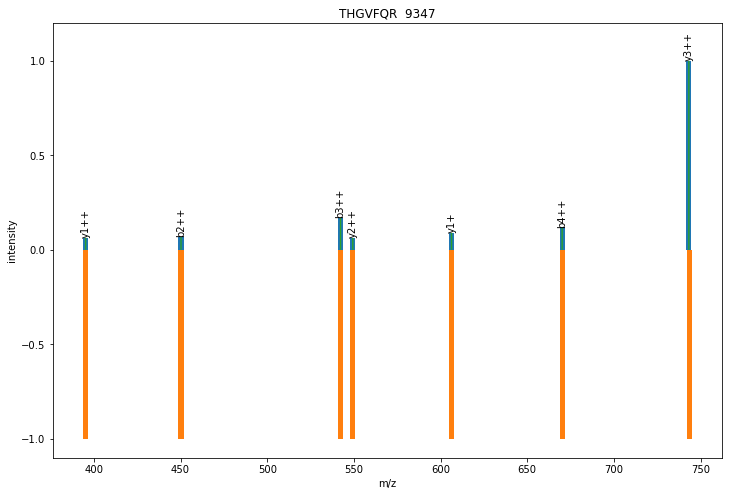 THGVFQR  9347
y3++
b3++
b2++
y1++
y2++
y1+
b4++
1.0
0.5
0.0
−0.5
−1.0
intensity
400
450
500
550
600
650
700
750
m/z